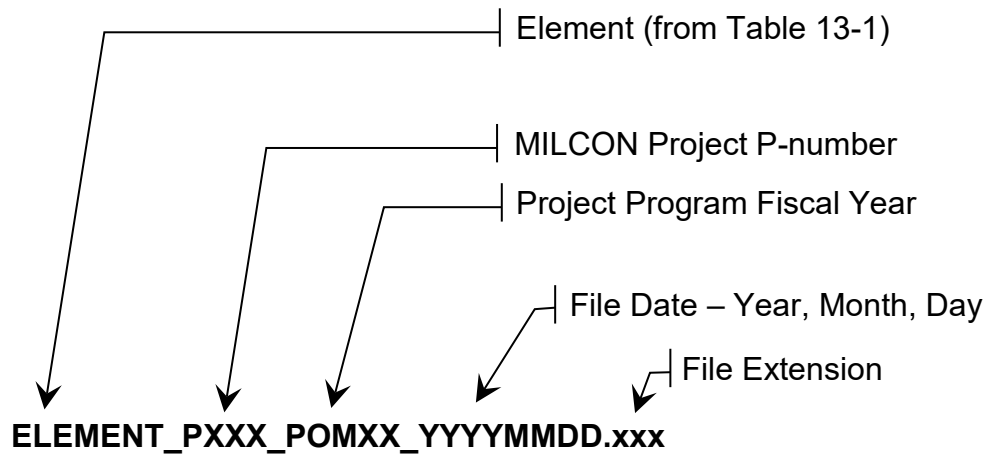 Element (from Table 13-1)
MILCON Project P-number
Project Program Fiscal Year
File Date – Year, Month, Day
File Extension
ELEMENT_PXXX_POMXX_YYYYMMDD.xxx